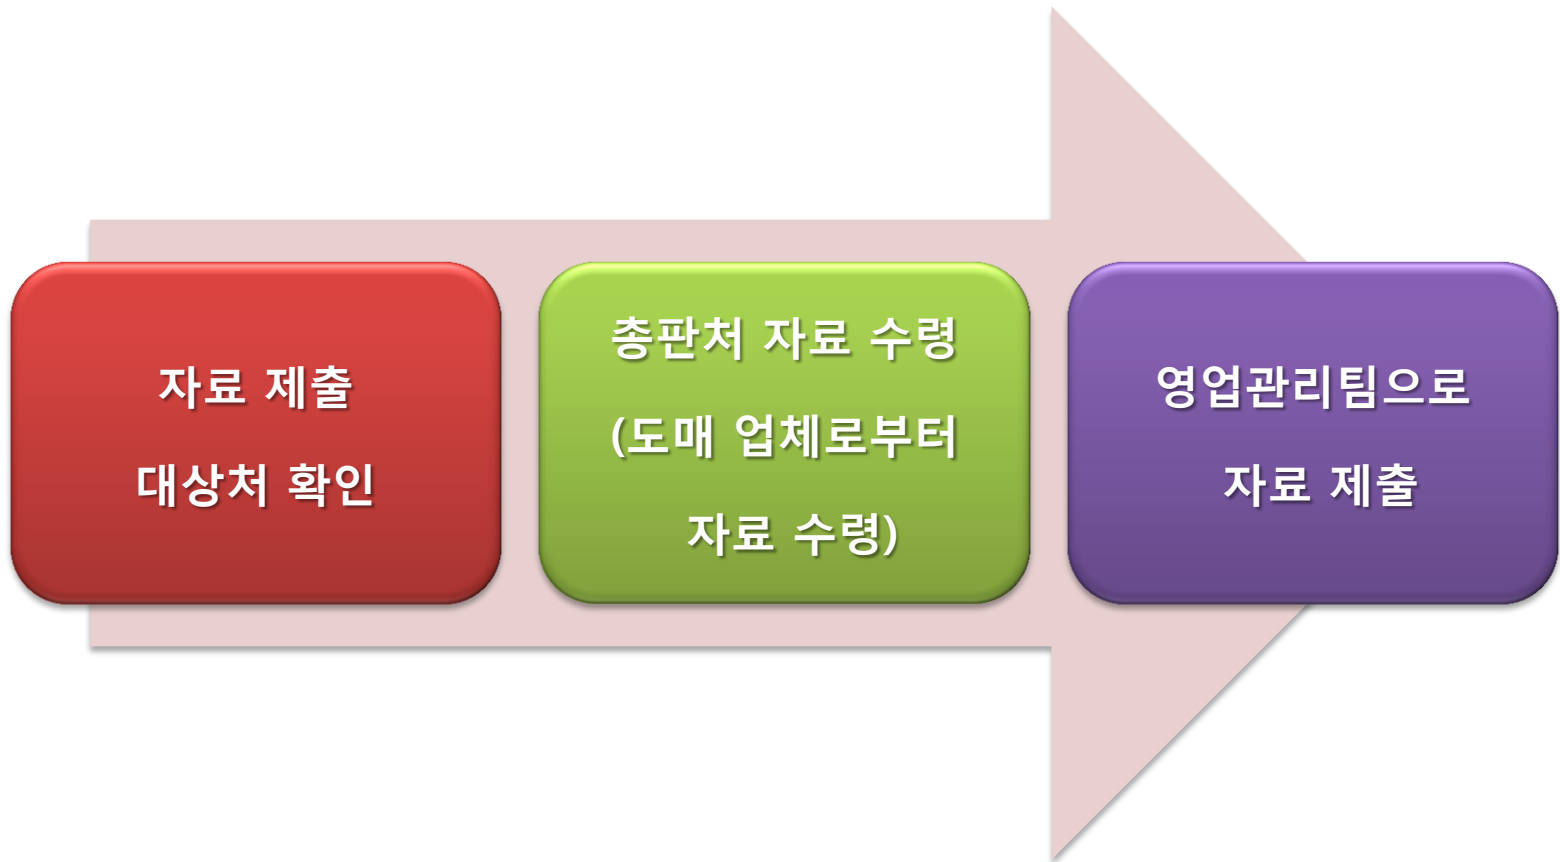 자료 제출
대상처 확인
총판처 자료 수령
(도매 업체로부터
자료 수령)
영업관리팀으로
자료 제출